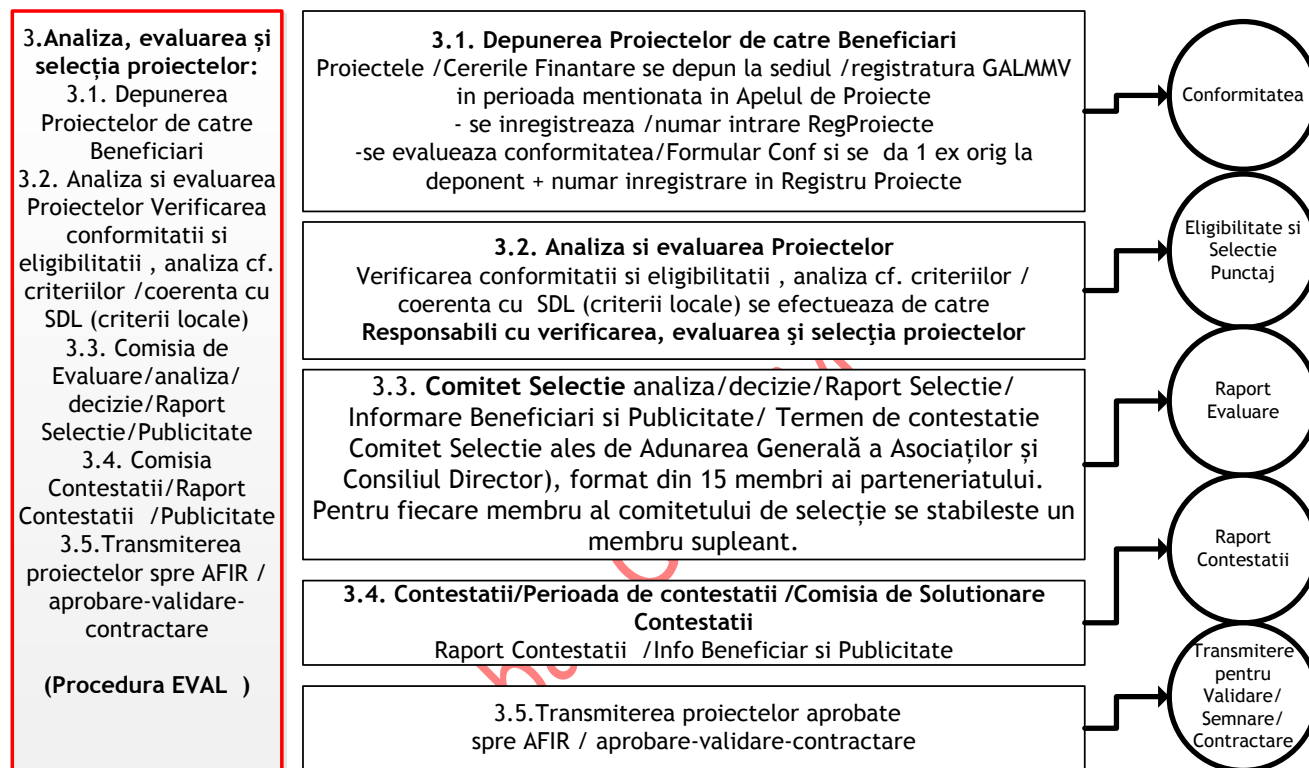 3.Analiza, evaluarea și
selecția proiectelor:
3.1. Depunerea
Proiectelor de catre
Beneficiari
3.2. Analiza si evaluarea
Proiectelor Verificarea
conformitatii si
eligibilitatii , analiza cf.
criteriilor /coerenta cu
SDL (criterii locale)
3.3. Comisia de
Evaluare/analiza/
decizie/Raport
Selectie/Publicitate
3.4. Comisia
Contestatii/Raport
Contestatii /Publicitate
3.5.Transmiterea
proiectelor spre AFIR /
aprobare-validare-
contractare
(Procedura EVAL )
3.1. Depunerea Proiectelor de catre Beneficiari
Proiectele /Cererile Finantare se depun la sediul /registratura GALMMV
in perioada mentionata in Apelul de Proiecte
- se inregistreaza /numar intrare RegProiecte
-se evalueaza conformitatea/Formular Conf si se da 1 ex orig la
deponent + numar inregistrare in Registru Proiecte
Conformitatea
3.2. Analiza si evaluarea Proiectelor
Verificarea conformitatii si eligibilitatii , analiza cf. criteriilor /
coerenta cu SDL (criterii locale) se efectueaza de catre
Responsabili cu verificarea, evaluarea şi selecţia proiectelor
Eligibilitate si
Selectie
Punctaj
3.3. Comitet Selectie analiza/decizie/Raport Selectie/
Informare Beneficiari si Publicitate/ Termen de contestatie
Comitet Selectie ales de Adunarea Generală a Asociaților și
Consiliul Director), format din 15 membri ai parteneriatului.
Pentru fiecare membru al comitetului de selecție se stabileste un
membru supleant.
Raport
Evaluare
3.4. Contestatii/Perioada de contestatii /Comisia de Solutionare
Contestatii
Raport Contestatii /Info Beneficiar si Publicitate
Raport
Contestatii
3.5.Transmiterea proiectelor aprobate
spre AFIR / aprobare-validare-contractare
Transmitere
pentru
Validare/
Semnare/
Contractare